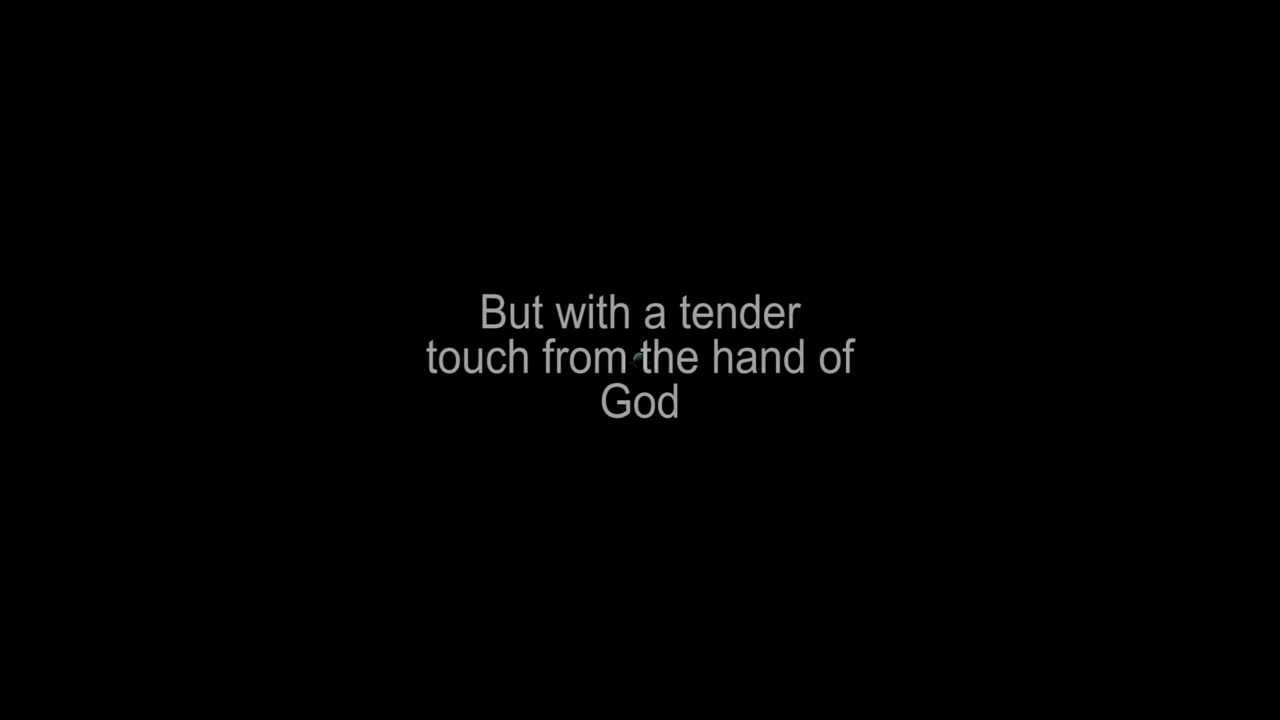 But with a tender
touch from the hand of
God